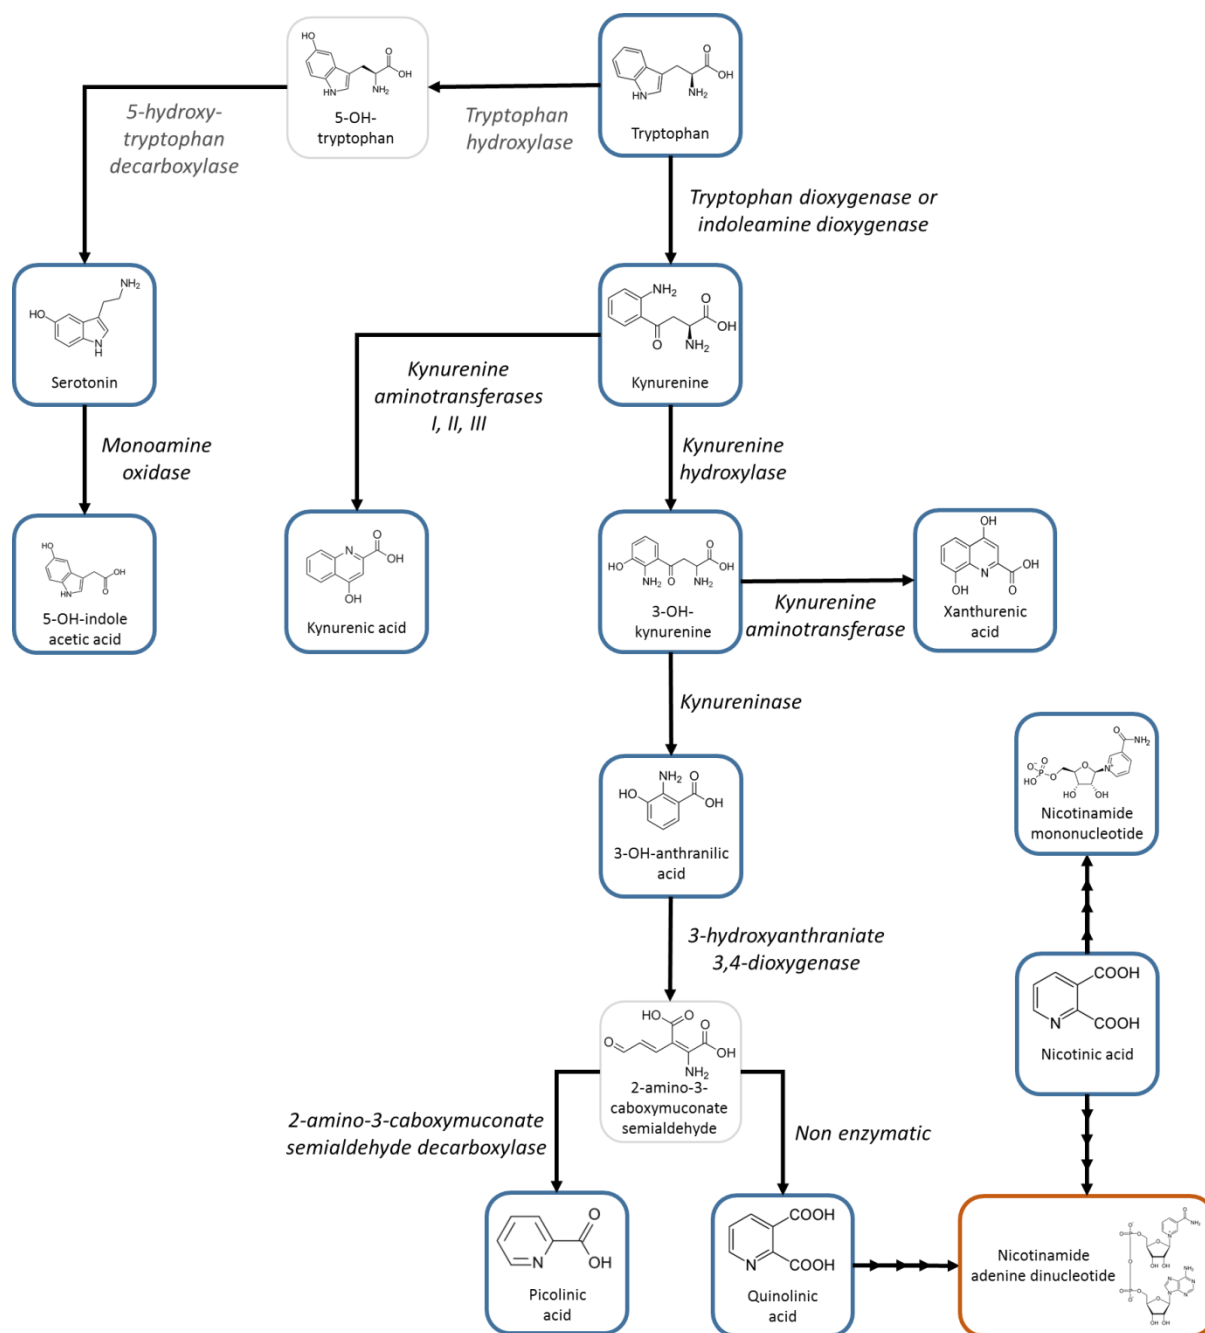 5-OH-
tryptophan
Tryptophan
5-hydroxy-
tryptophan
decarboxylase
Tryptophan
hydroxylase
Tryptophan dioxygenase or
indoleamine dioxygenase
Serotonin
Kynurenine
Kynurenine
aminotransferases
I, II, III
Monoamine
oxidase
Kynurenine
hydroxylase
5-OH-indole
acetic acid
Kynurenic acid
3-OH-
kynurenine
Kynurenine
aminotransferase
Xanthurenic
acid
Kynureninase
3-OH-anthranilic
acid
Nicotinamide
mononucleotide
3-hydroxyanthraniate
3,4-dioxygenase
COOH
COOH
N
Nicotinic acid
2-amino-3-
caboxymuconate
semialdehyde
2-amino-3-caboxymuconate
semialdehyde decarboxylase
Non enzymatic
Picolinic
acid
COOH
COOH
N
Quinolinic
acid
Nicotinamide
adenine dinucleotide